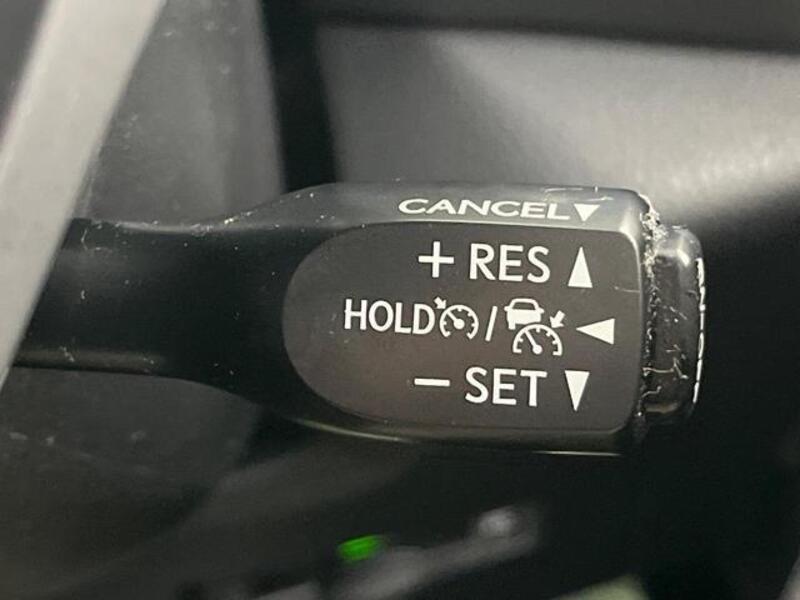 CANCEL
+ RES
HOLD /
− SET